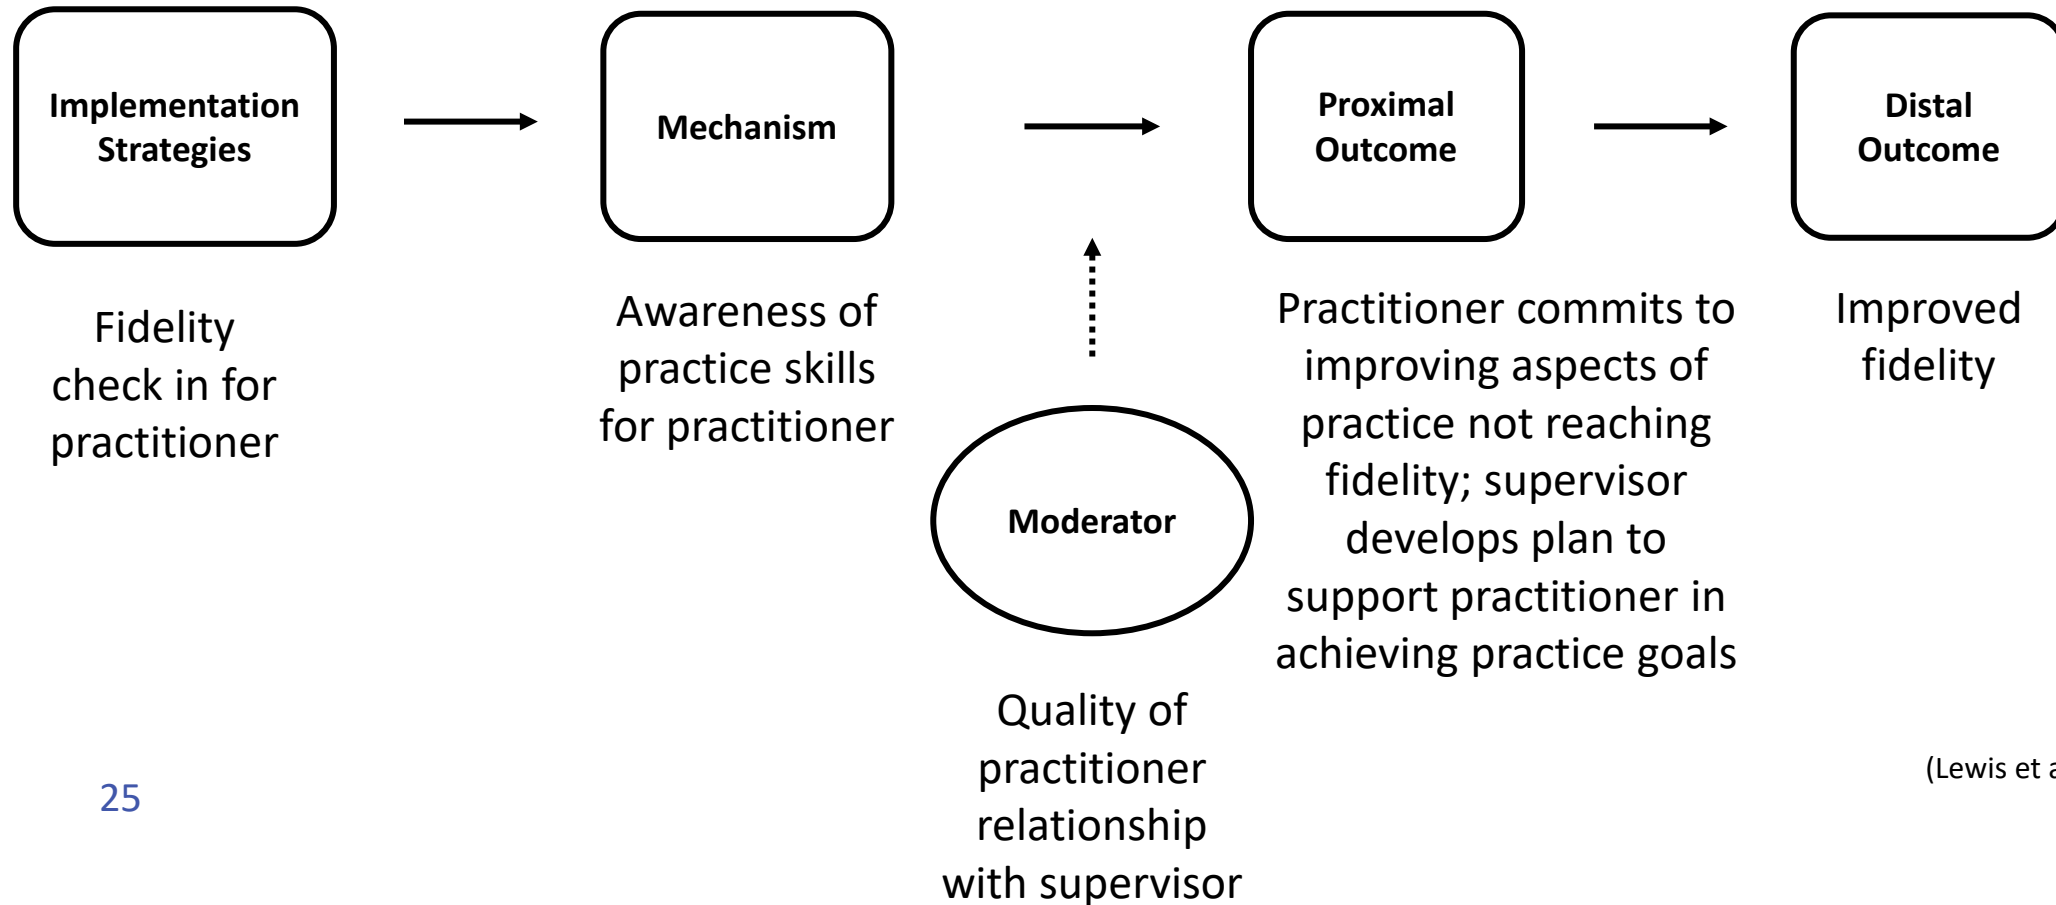 Implementation
Strategies
Mechanism
Proximal
Outcome
Distal
Outcome
Fidelity
check in for
practitioner
Awareness of
practice skills
for practitioner
Practitioner commits to
improving aspects of
practice not reaching
fidelity; supervisor
develops plan to
support practitioner in
achieving practice goals
Improved
fidelity
Moderator
Quality of
practitioner
relationship
with supervisor
(Lewis et a
25